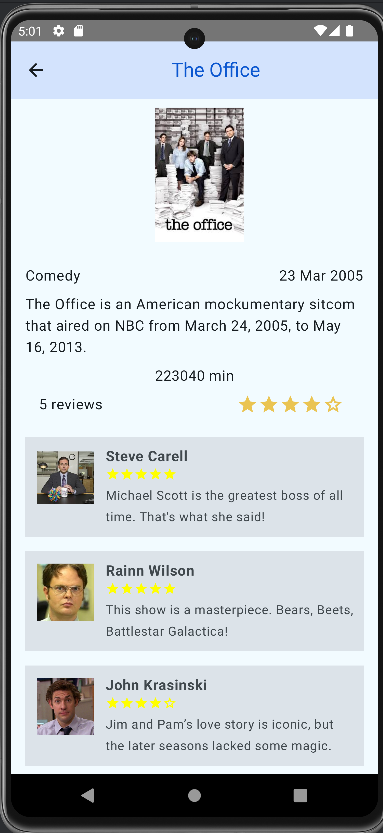 5:01
The Office
the office
Comedy
23 Mar 2005
The Office is an American mockumentary sitcom
that aired on NBC from March 24, 2005, to May
16, 2013.
223040 min
5 reviews
Steve Carell
Michael Scott is the greatest boss of all
time. That's what she said!
Rainn Wilson
This show is a masterpiece. Bears, Beets,
Battlestar Galactica!
John Krasinski
Jim and Pam’s love story is iconic, but
the later seasons lacked some magic.